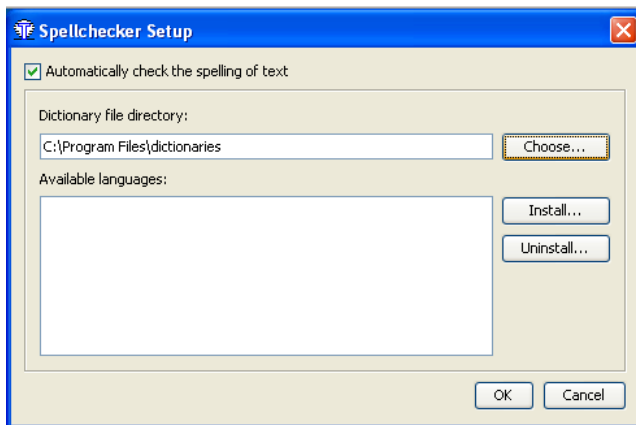 Spellchecker Setup
Automatically check the spelling of text
Dictionary file directory:
C:\Program Files\dictionaries
Choose...
Available languages:
Install...
Uninstall...
OK
Cancel